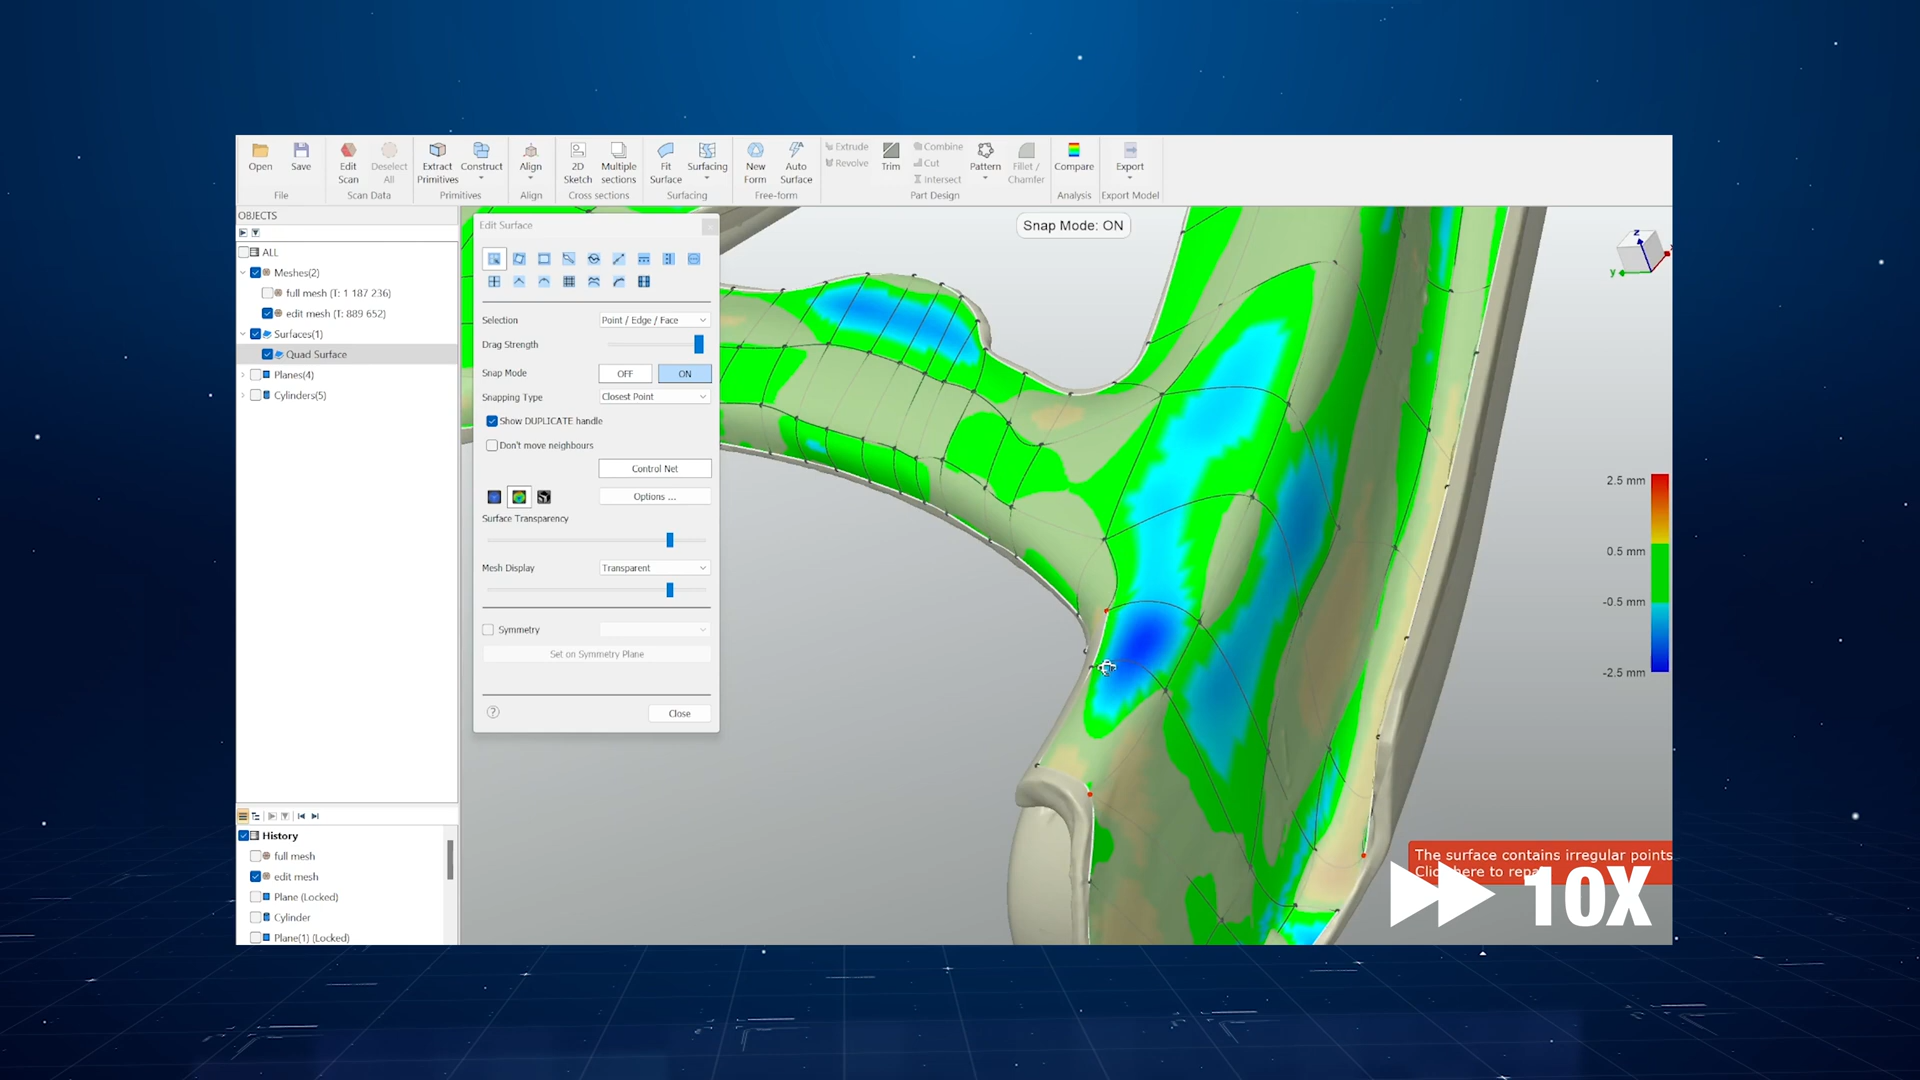 Open
Save
Edit Scan
Deselect All
Extract Primitives
Construct
Align
2D Sketch
Multiple sections
Fit Surface
Surfacing
New Form
Auto Surface
Extrude
Revolve
Trim
Combine
Cut
Intersect
Pattern
Fillet / Chamfer
Compare
Export
File
Scan Data
Primitives
Align
Cross sections
Surfacing
Free-form
Part Design
Analysis
Export Model
OBJECTS
ALL
Meshes(2)
full mesh (T: 1 187 236)
edit mesh (T: 889 652)
Surfaces(1)
Quad Surface
Planes(4)
Cylinders(5)
History
full mesh
edit mesh
Plane (Locked)
Cylinder
Plane(1) (Locked)
Edit Surface
Selection
Point / Edge / Face
Drag Strength
Snap Mode
OFF
ON
Snapping Type
Closest Point
Show DUPLICATE handle
Don't move neighbours
Control Net
Options ...
Surface Transparency
Mesh Display
Transparent
Symmetry
Set on Symmetry Plane
?
Close
Snap Mode: ON
z
y
2.5 mm
0.5 mm
-0.5 mm
-2.5 mm
The surface contains irregular points
here to
10X